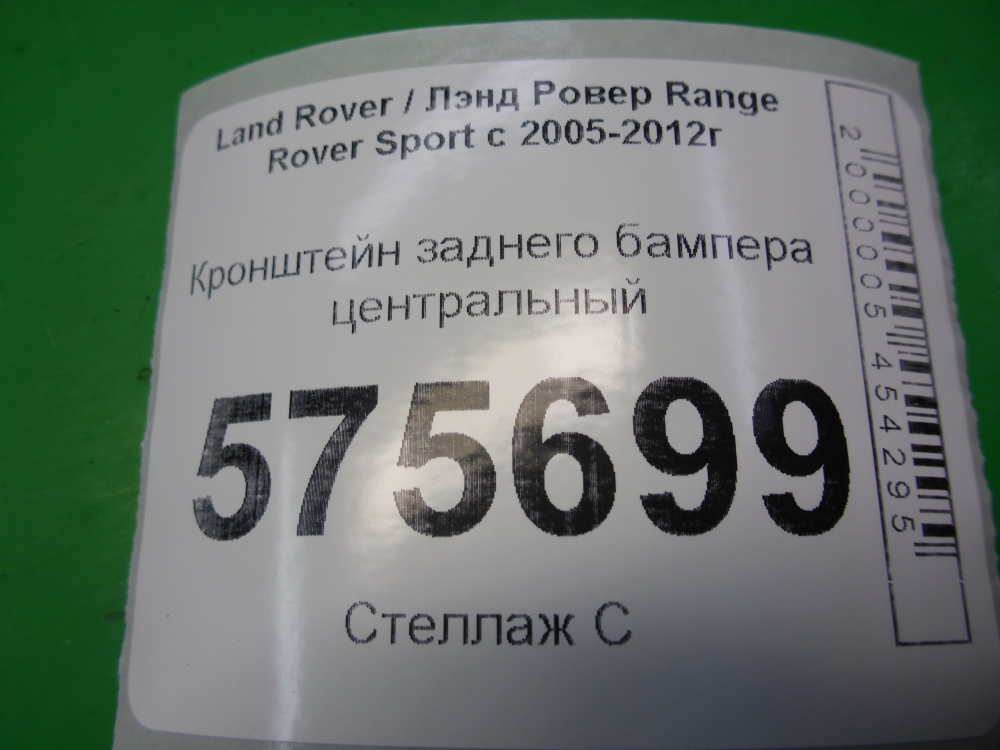 Land Rover / Лэнд Ровер Range
Rover Sport с 2005-2012г
Кронштейн заднего бампера
центральный
575699
Стеллаж С
2000005454295